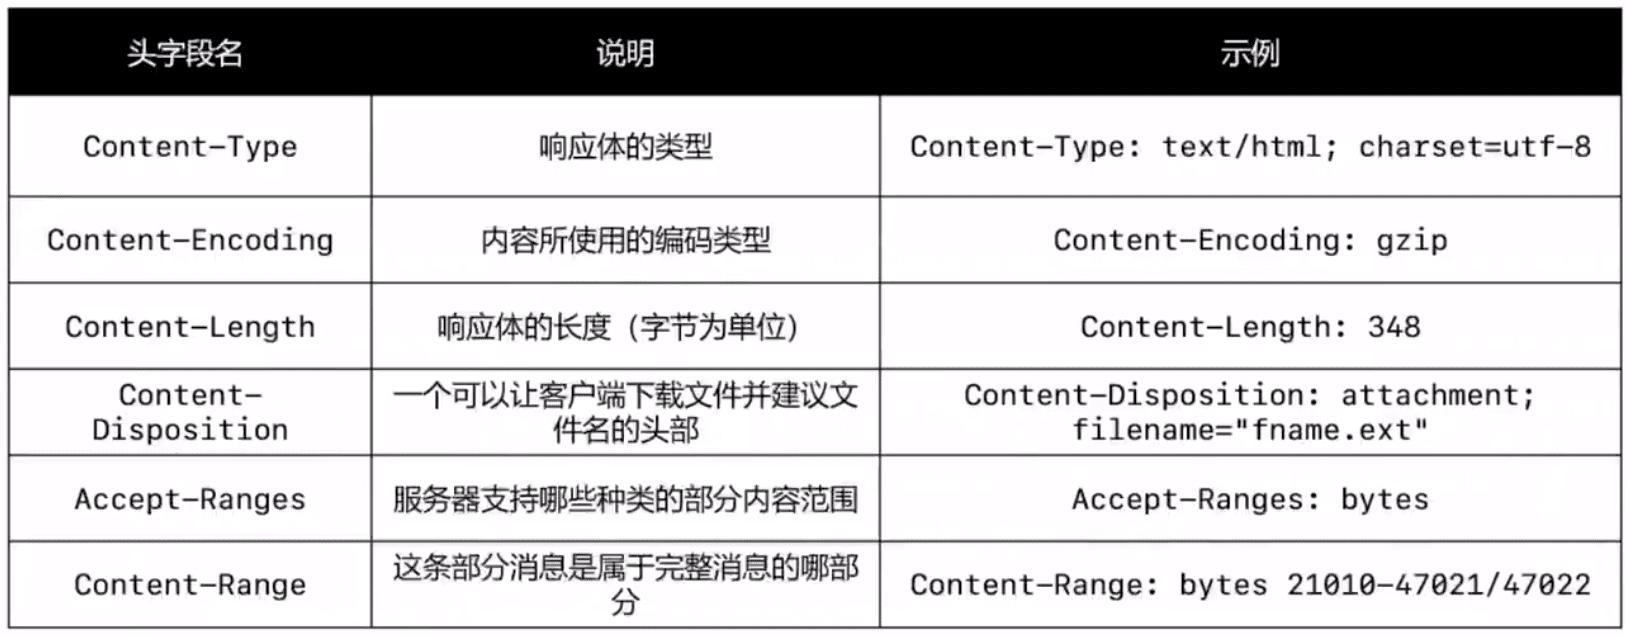 头字段名
说明
示例
Content-Type
响应体的类型
Content-Type: text/html; charset=utf-8
Content-Encoding
内容所使用的编码类型
Content-Encoding: gzip
Content-Length
响应体的长度（字节为单位）
Content-Length: 348
Content-
Disposition
一个可以让客户端下载文件并建议文
件名的头部
Content-Disposition: attachment;
filename="fname.ext"
Accept-Ranges
服务器支持哪些种类的部分内容范围
Accept-Ranges: bytes
Content-Range
这条部分消息是属于完整消息的哪部
分
Content-Range: bytes 21010-47021/47022